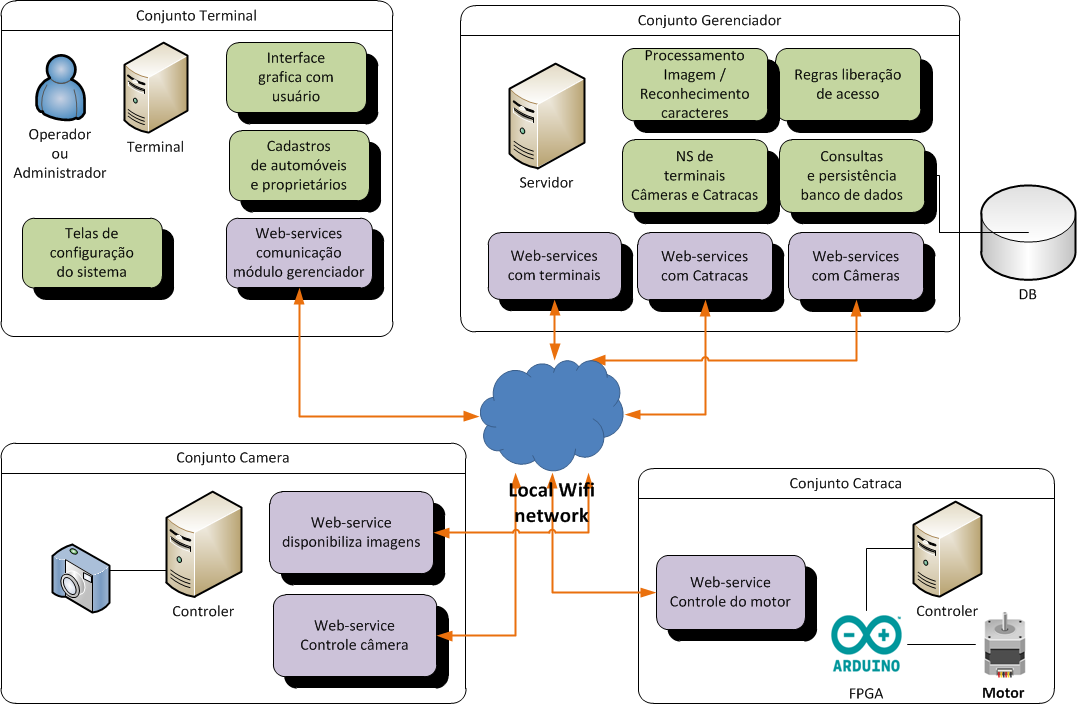 Conjunto Terminal
Operador
ou
Administrador
Terminal
Interface
grafica com
usuário
Cadastros
de automóveis
e proprietários
Telas de
configuração
do sistema
Web-services
comunicação
módulo gerenciador
Conjunto Gerenciador
Servidor
Processamento
Imagem /
Reconhecimento
caracteres
Regras liberação
de acesso
NS de
terminais
Câmeras e Catracas
Consultas
e persistência
banco de dados
Web-services
com terminais
Web-services
com Catracas
Web-services
com Câmeras
DB
Local Wifi
network
Conjunto Camera
Controler
Web-service
disponibiliza imagens
Web-service
Controle câmera
Conjunto Catraca
Web-service
Controle do motor
Controler
ARDUINO
FPGA
Motor